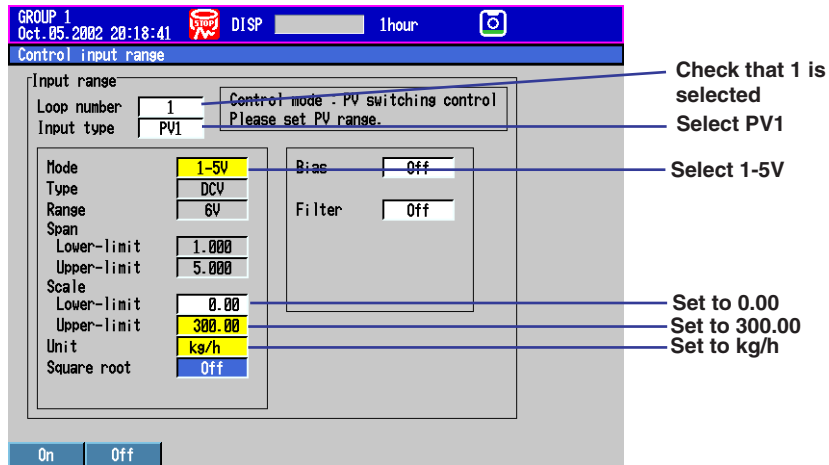 GROUP 1
Oct.05.2002 20:18:41
STOP
DISP
1hour
Control input range
Input range
Loop number 1
Input type PV1
Control mode - PV switching control
Please set PV range.
Mode 1-5V
Type DCV
Range 6V
Span
Lower-limit 1.000
Upper-limit 5.000
Scale
Lower-limit 0.00
Upper-limit 300.00
Unit kg/h
Square root Off
Bias Off
Filter Off
On Off
Check that 1 is
selected
Select PV1
Select 1-5V
Set to 0.00
Set to 300.00
Set to kg/h